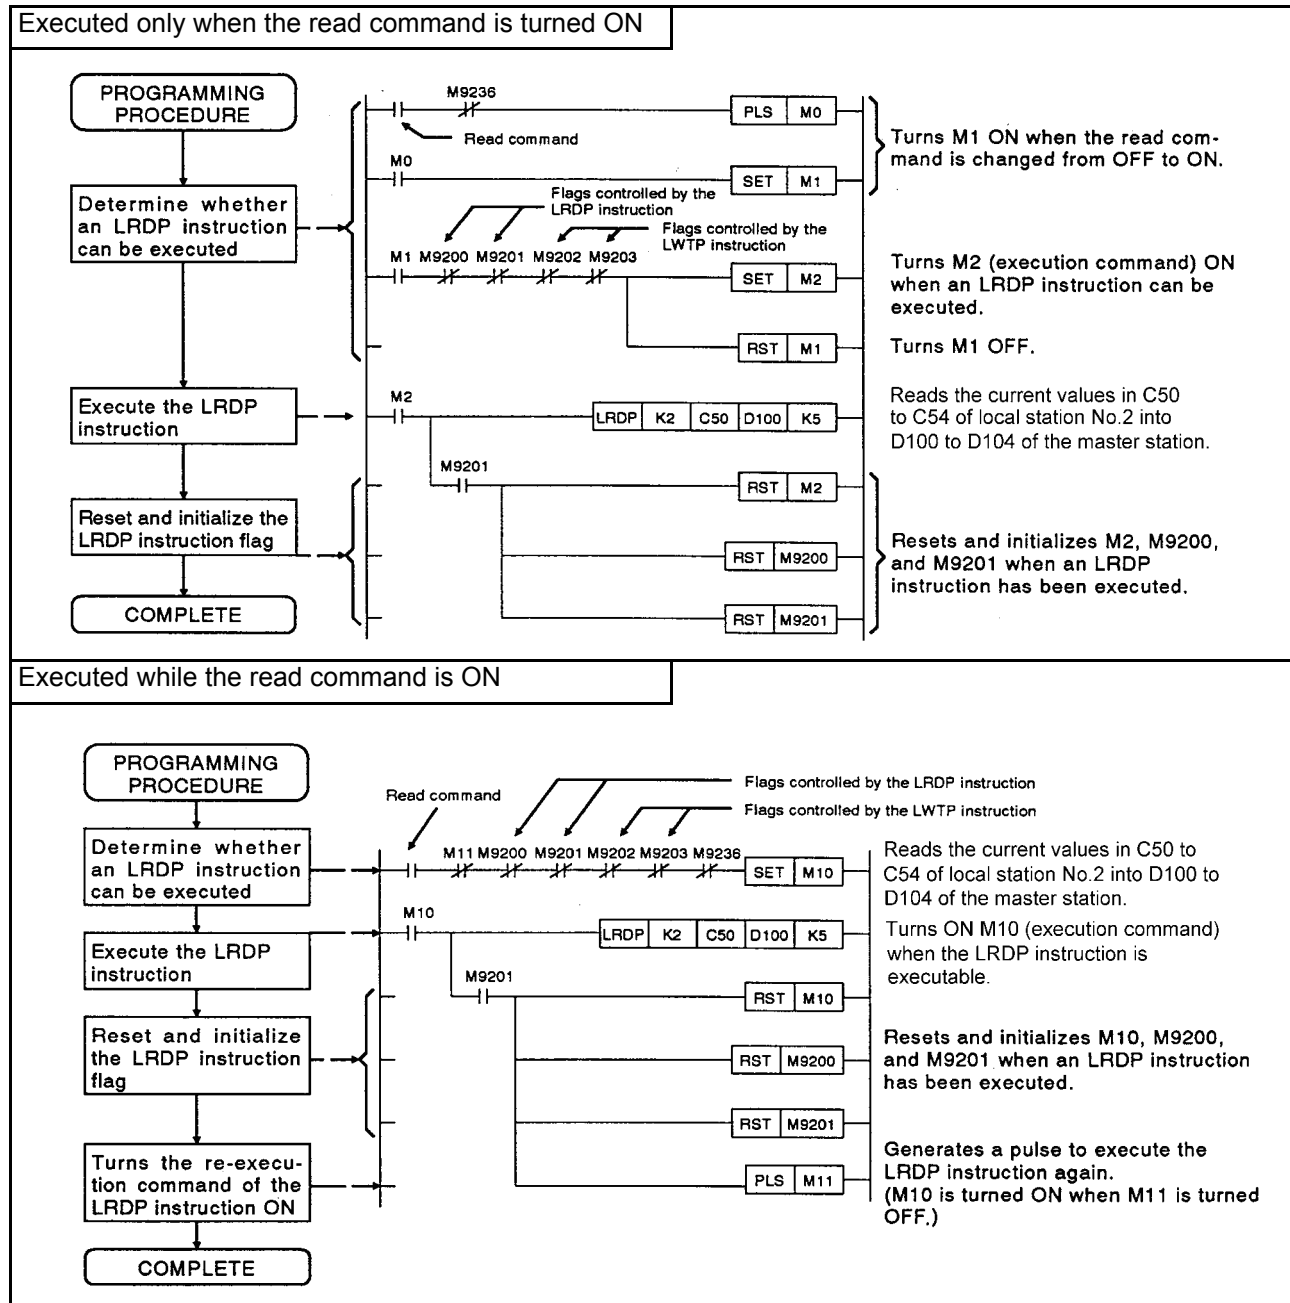 Executed only when the read command is turned ON
PROGRAMMING
PROCEDURE
Determine whether
an LRDP instruction
can be executed
Execute the LRDP
instruction
Reset and initialize the
LRDP instruction flag
COMPLETE
M9236
Read command
PLS M0
M0
SET M1
Turns M1 ON when the read com-
mand is changed from OFF to ON.
Flags controlled by the
LRDP instruction
Flags controlled by the
LWTP instruction
M1 M9200 M9201 M9202 M9203
SET M2
Turns M2 (execution command) ON
when an LRDP instruction can be
executed.
RST M1
Turns M1 OFF.
M2
LRDP K2 C50 D100 K5
Reads the current values in C50
to C54 of local station No.2 into
D100 to D104 of the master station.
M9201
RST M2
RST M9200
RST M9201
Resets and initializes M2, M9200,
and M9201 when an LRDP
instruction has been executed.
Executed while the read command is ON
PROGRAMMING
PROCEDURE
Determine whether
an LRDP instruction
can be executed
Execute the LRDP
instruction
Reset and initialize
the LRDP instruction
flag
Turns the re-execu-
tion command of the
LRDP instruction ON
COMPLETE
Read command
Flags controlled by the LRDP instruction
Flags controlled by the LWTP instruction
M11 M9200 M9201 M9202 M9203 M9236
SET M10
Reads the current values in C50 to
C54 of local station No.2 into D100 to
D104 of the master station.
M10
LRDP K2 C50 D100 K5
Turns ON M10 (execution command)
when the LRDP instruction is
executable.
M9201
RST M10
RST M9200
RST M9201
Resets and initializes M10, M9200,
and M9201 when an LRDP instruction
has been executed.
PLS M11
Generates a pulse to execute the
LRDP instruction again.
(M10 is turned ON when M11 is turned
OFF.)